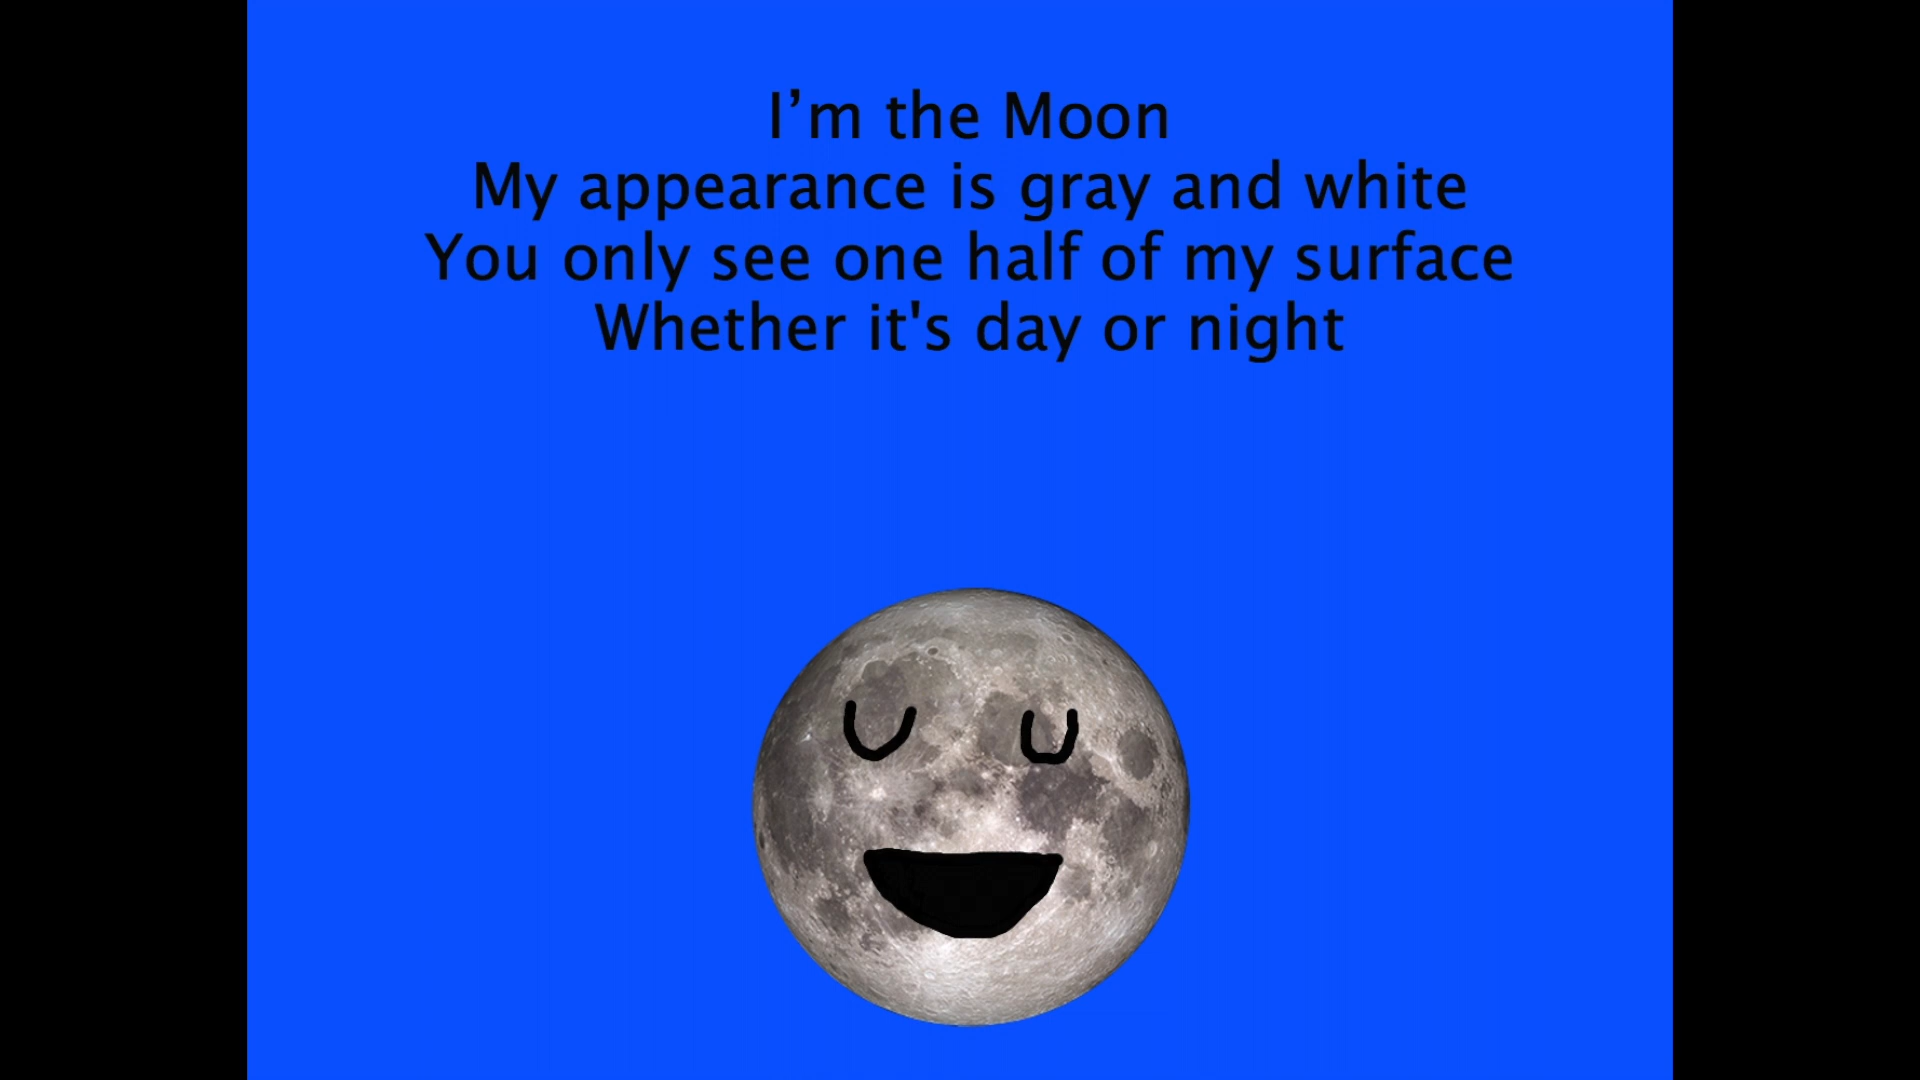 I’m the Moon
My appearance is gray and white
You only see one half of my surface
Whether it's day or night